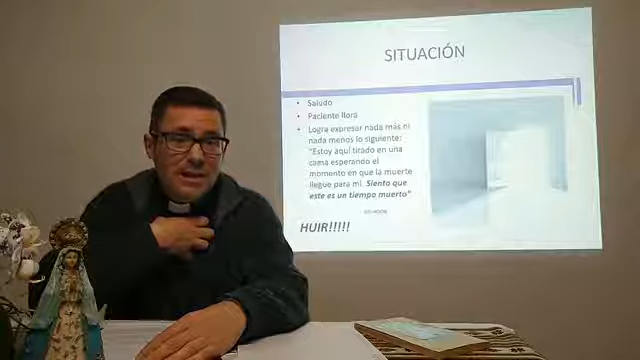 SITUACIÓN
• Saludo
• Paciente llora
• Logra expresar nada más ni
nada menos lo siguiente:
"Estoy aquí tirado en una
cama esperando el
momento en que la muerte
llegue para mi. Siento que
este es un tiempo muerto"
HUIR!!!!!